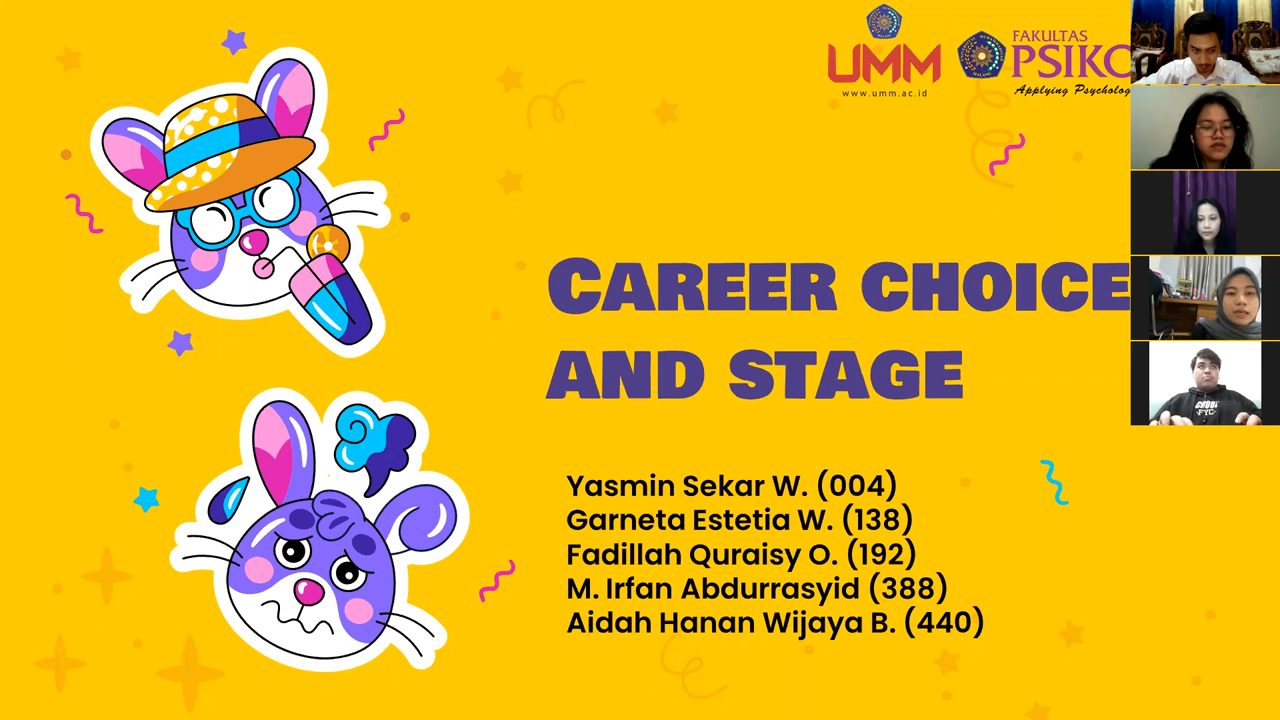 UMM
www.umm.ac.id
FAKULTAS
PSIKO
Applying Psycholog
CAREER CHOICE
AND STAGE
Yasmin Sekar W. (004)
Garneta Estetia W. (138)
Fadillah Quraisy O. (192)
M. Irfan Abdurrasyid (388)
Aidah Hanan Wijaya B. (440)